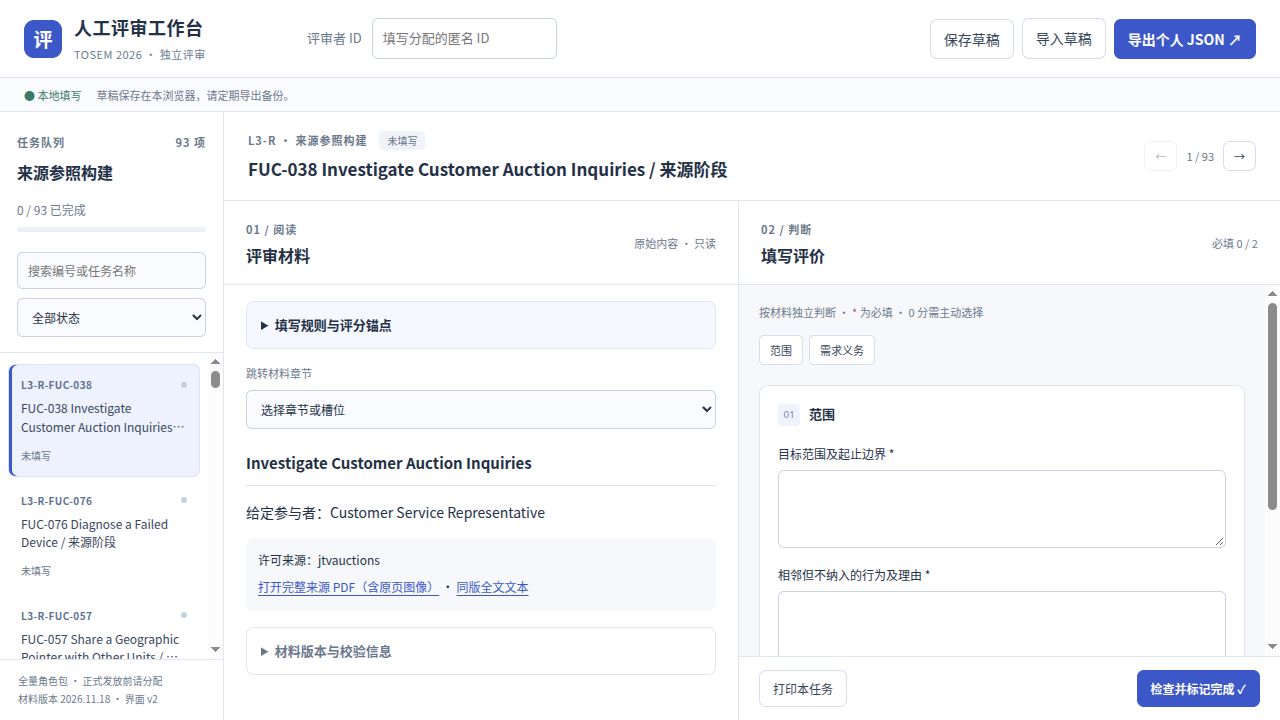 评
人工评审工作台
TOSEM 2026 · 独立评审
评审者 ID
填写分配的匿名 ID
保存草稿
导入草稿
导出个人 JSON ↗
● 本地填写
草稿保存在本浏览器，请定期导出备份。
任务队列
93 项
来源参照构建
0 / 93 已完成
搜索编号或任务名称
全部状态
L3-R-FUC-038
FUC-038 Investigate
Customer Auction Inquiries…
未填写
L3-R-FUC-076
FUC-076 Diagnose a Failed
Device / 来源阶段
未填写
L3-R-FUC-057
FUC-057 Share a Geographic
Pointer with Other Units / …
全量角色包 · 正式发放前请分配
材料版本 2026.11.18 · 界面 v2
L3-R · 来源参照构建
未填写
FUC-038 Investigate Customer Auction Inquiries / 来源阶段
←
1 / 93
→
01 / 阅读
评审材料
原始内容 · 只读
▶ 填写规则与评分锚点
跳转材料章节
选择章节或槽位
Investigate Customer Auction Inquiries
给定参与者：Customer Service Representative
许可来源：jtvauctions
打开完整来源 PDF（含原页图像） · 同版全文文本
▶ 材料版本与校验信息
02 / 判断
填写评价
必填 0 / 2
按材料独立判断 · * 为必填 · 0 分需主动选择
范围
需求义务
01
范围
目标范围及起止边界 *
相邻但不纳入的行为及理由 *
打印本任务
检查并标记完成 ✓